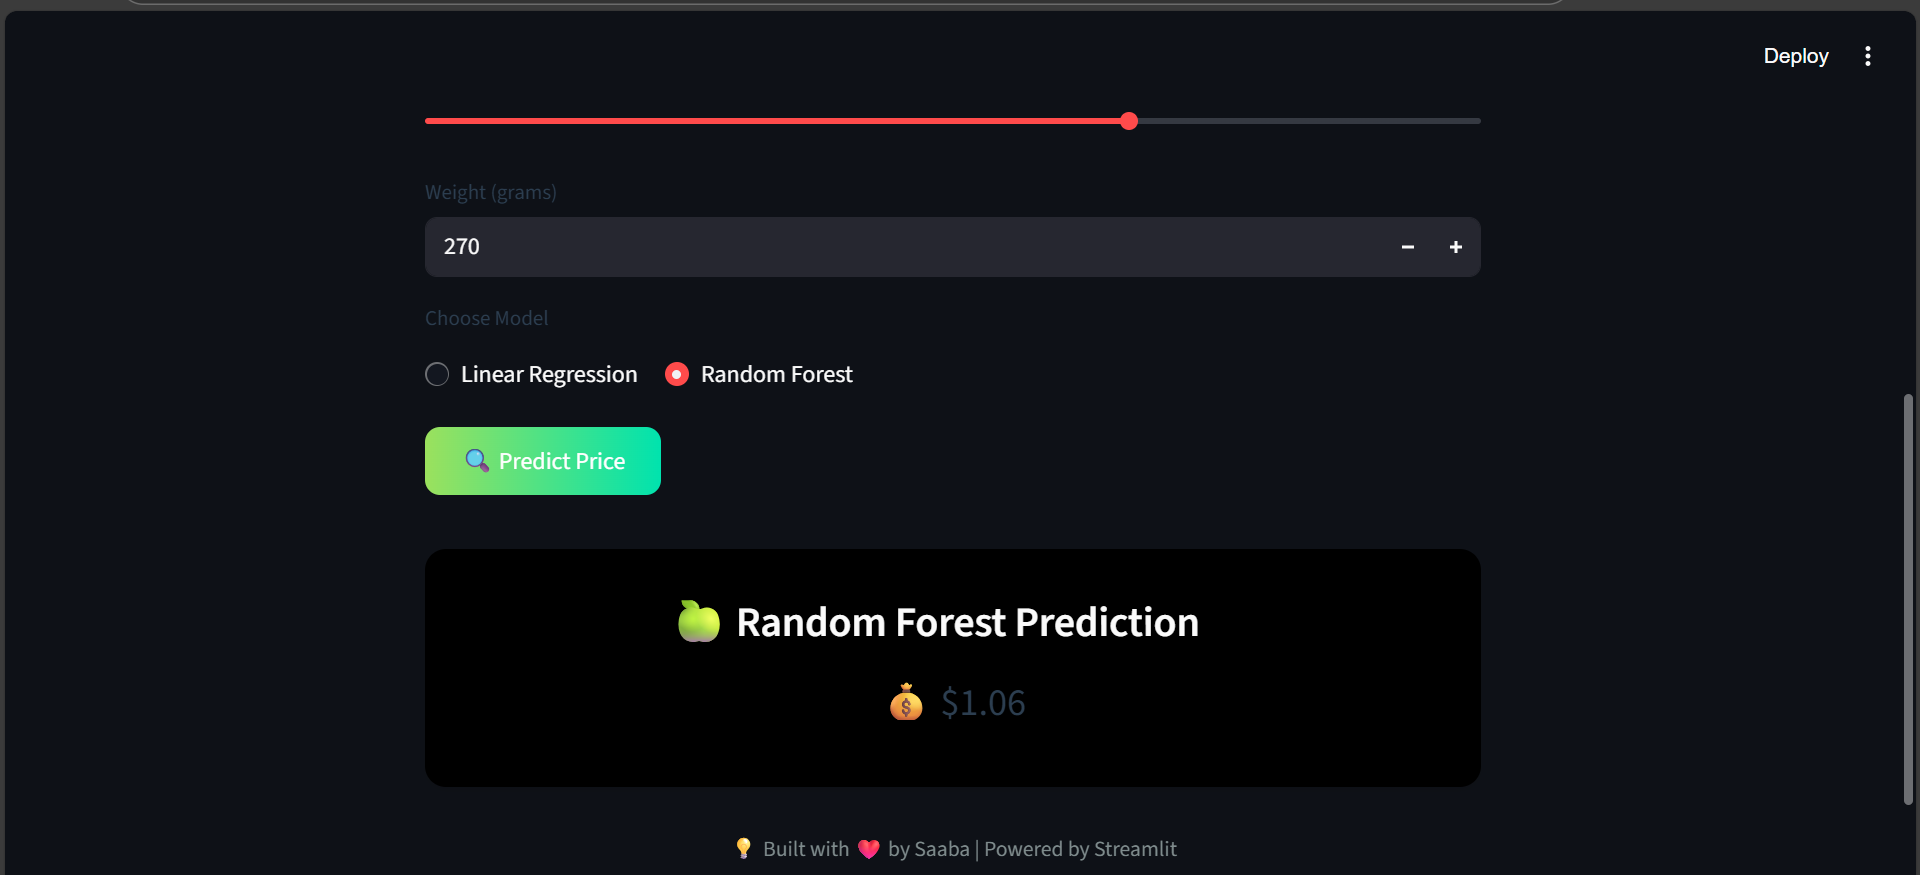 Deploy
Weight (grams)
270
Choose Model
Linear Regression Random Forest
🔍 Predict Price
🍏 Random Forest Prediction
💰 $1.06
💡 Built with ❤️ by Saaba | Powered by Streamlit